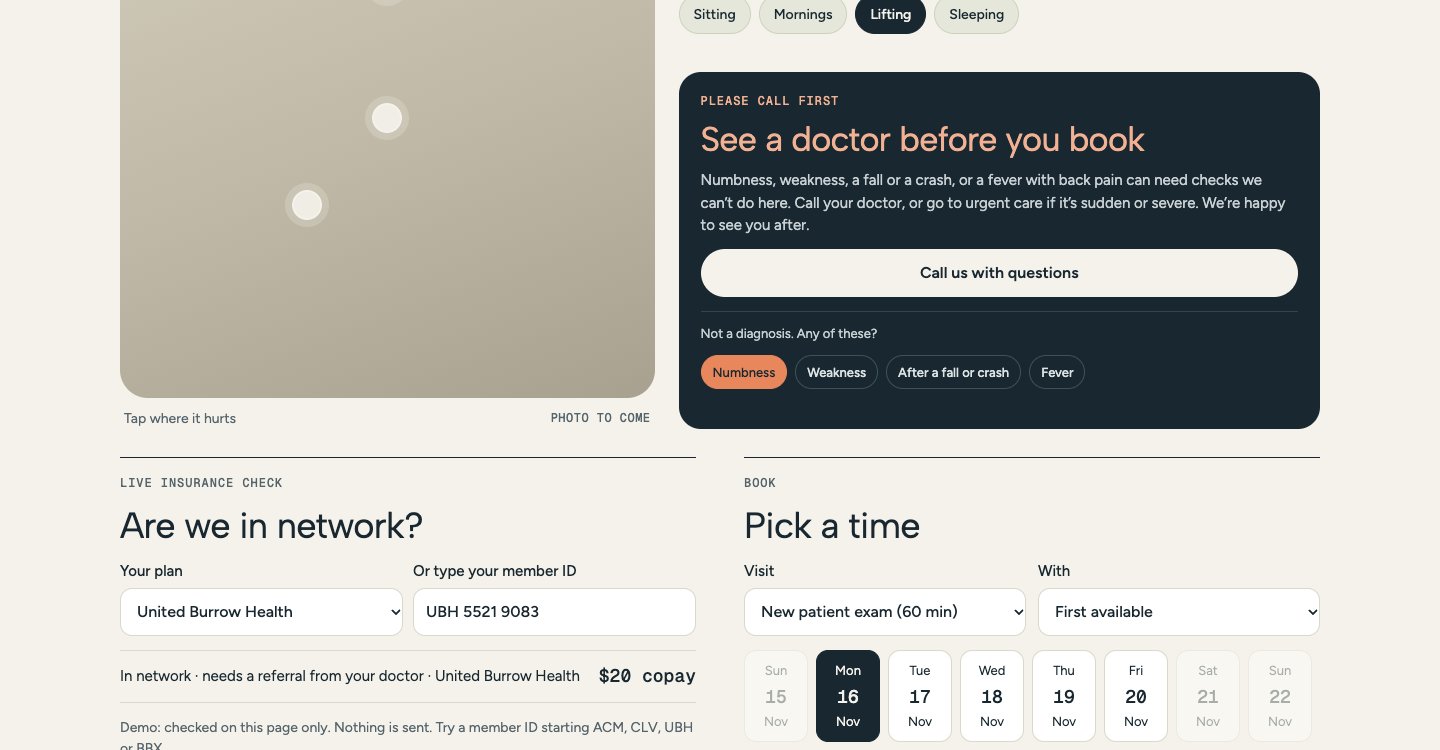 Sitting
Mornings
Lifting
Sleeping
PLEASE CALL FIRST
See a doctor before you book
Numbness, weakness, a fall or a crash, or a fever with back pain can need checks we
can’t do here. Call your doctor, or go to urgent care if it’s sudden or severe. We’re happy
to see you after.
Call us with questions
Not a diagnosis. Any of these?
Numbness
Weakness
After a fall or crash
Fever
Tap where it hurts
PHOTO TO COME
LIVE INSURANCE CHECK
Are we in network?
Your plan
Or type your member ID
United Burrow Health
UBH 5521 9083
In network · needs a referral from your doctor · United Burrow Health
$20 copay
Demo: checked on this page only. Nothing is sent. Try a member ID starting ACM, CLV, UBH
or BBX.
BOOK
Pick a time
Visit
With
New patient exam (60 min)
First available
Sun
15
Nov
Mon
16
Nov
Tue
17
Nov
Wed
18
Nov
Thu
19
Nov
Fri
20
Nov
Sat
21
Nov
Sun
22
Nov